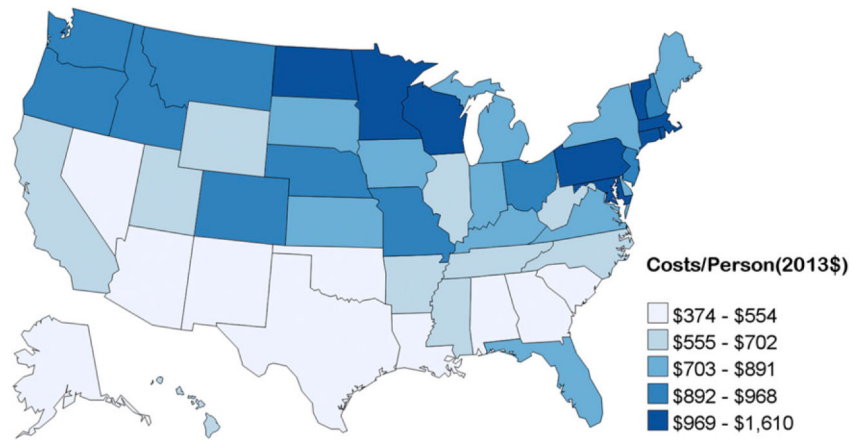 Costs/Person(2013$)
$374 - $554
$555 - $702
$703 - $891
$892 - $968
$969 - $1,610